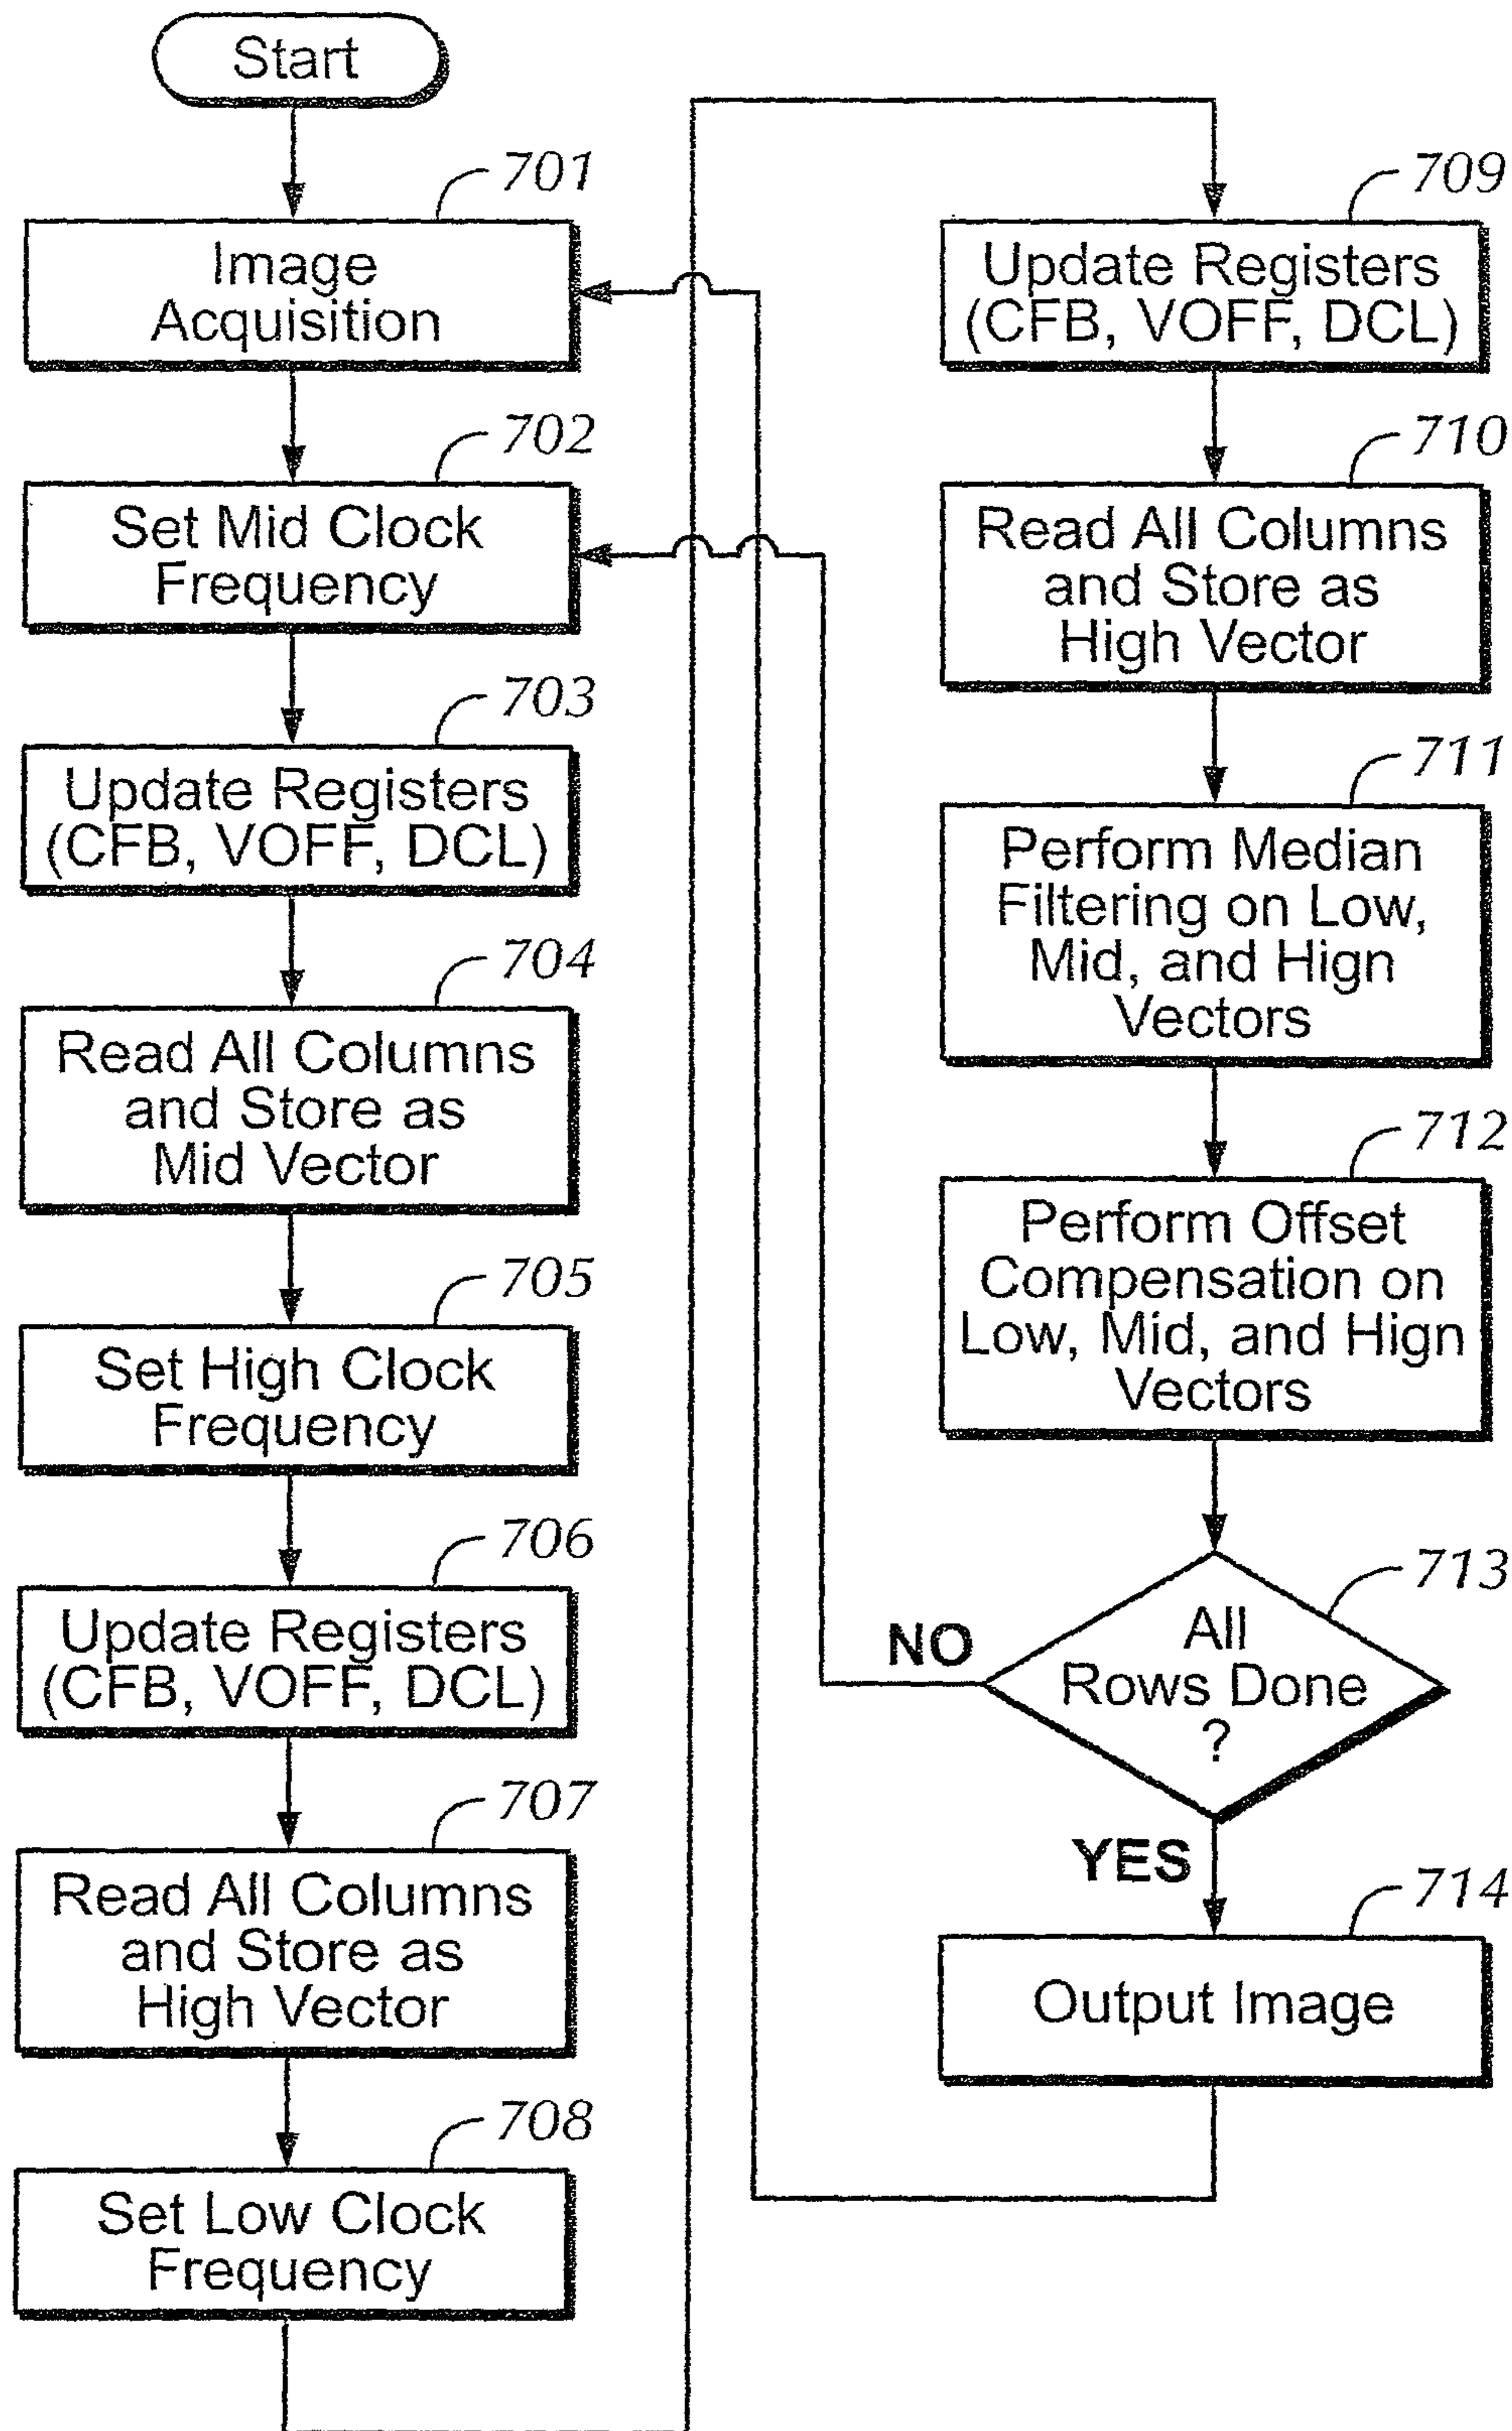 Start
701
Image
Acquisition
702
Set Mid Clock
Frequency
703
Update Registers
(CFB, VOFF, DCL)
704
Read All Columns
and Store as
Mid Vector
705
Set High Clock
Frequency
706
Update Registers
(CFB, VOFF, DCL)
707
Read All Columns
and Store as
High Vector
708
Set Low Clock
Frequency
709
Update Registers
(CFB, VOFF, DCL)
710
Read All Columns
and Store as
High Vector
711
Perform Median
Filtering on Low,
Mid, and Hign
Vectors
712
Perform Offset
Compensation on
Low, Mid, and Hign
Vectors
713
All
Rows Done
?
NO
YES
714
Output Image